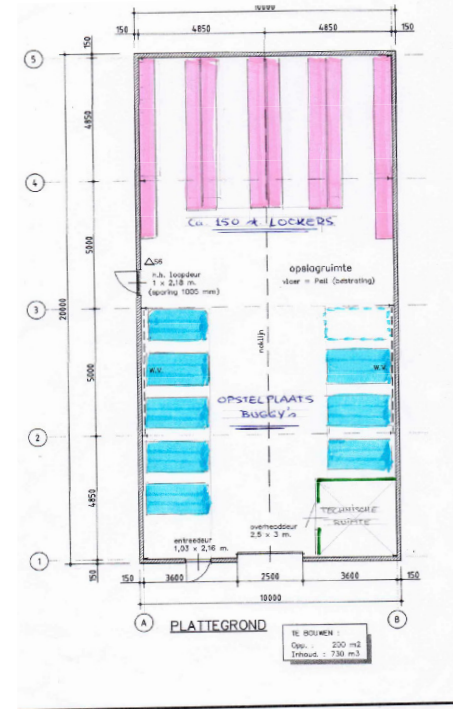 10000
150 4850 4850 150
150
5
4850
4
Ca. 150 st. LOCKERS
△56
n.h. loopdeur
1 x 2,18 m.
(sparing 1005 mm)
opslagruimte
vloer = Peil (bestrating)
5000
3
20000
noklijn
W.V. W.V.
5000
OPSTELPLAATS
BUGGY'n
2
4850
TECHNISCHE
RUIMTE
entreedeur
1,03 x 2,16 m.
overheaddeur
2,5 x 3 m.
1
150
150 3600 2500 3600 150
10000
A PLATTEGROND B
TE BOUWEN :
Opp. : 200 m2
Inhoud. : 730 m3